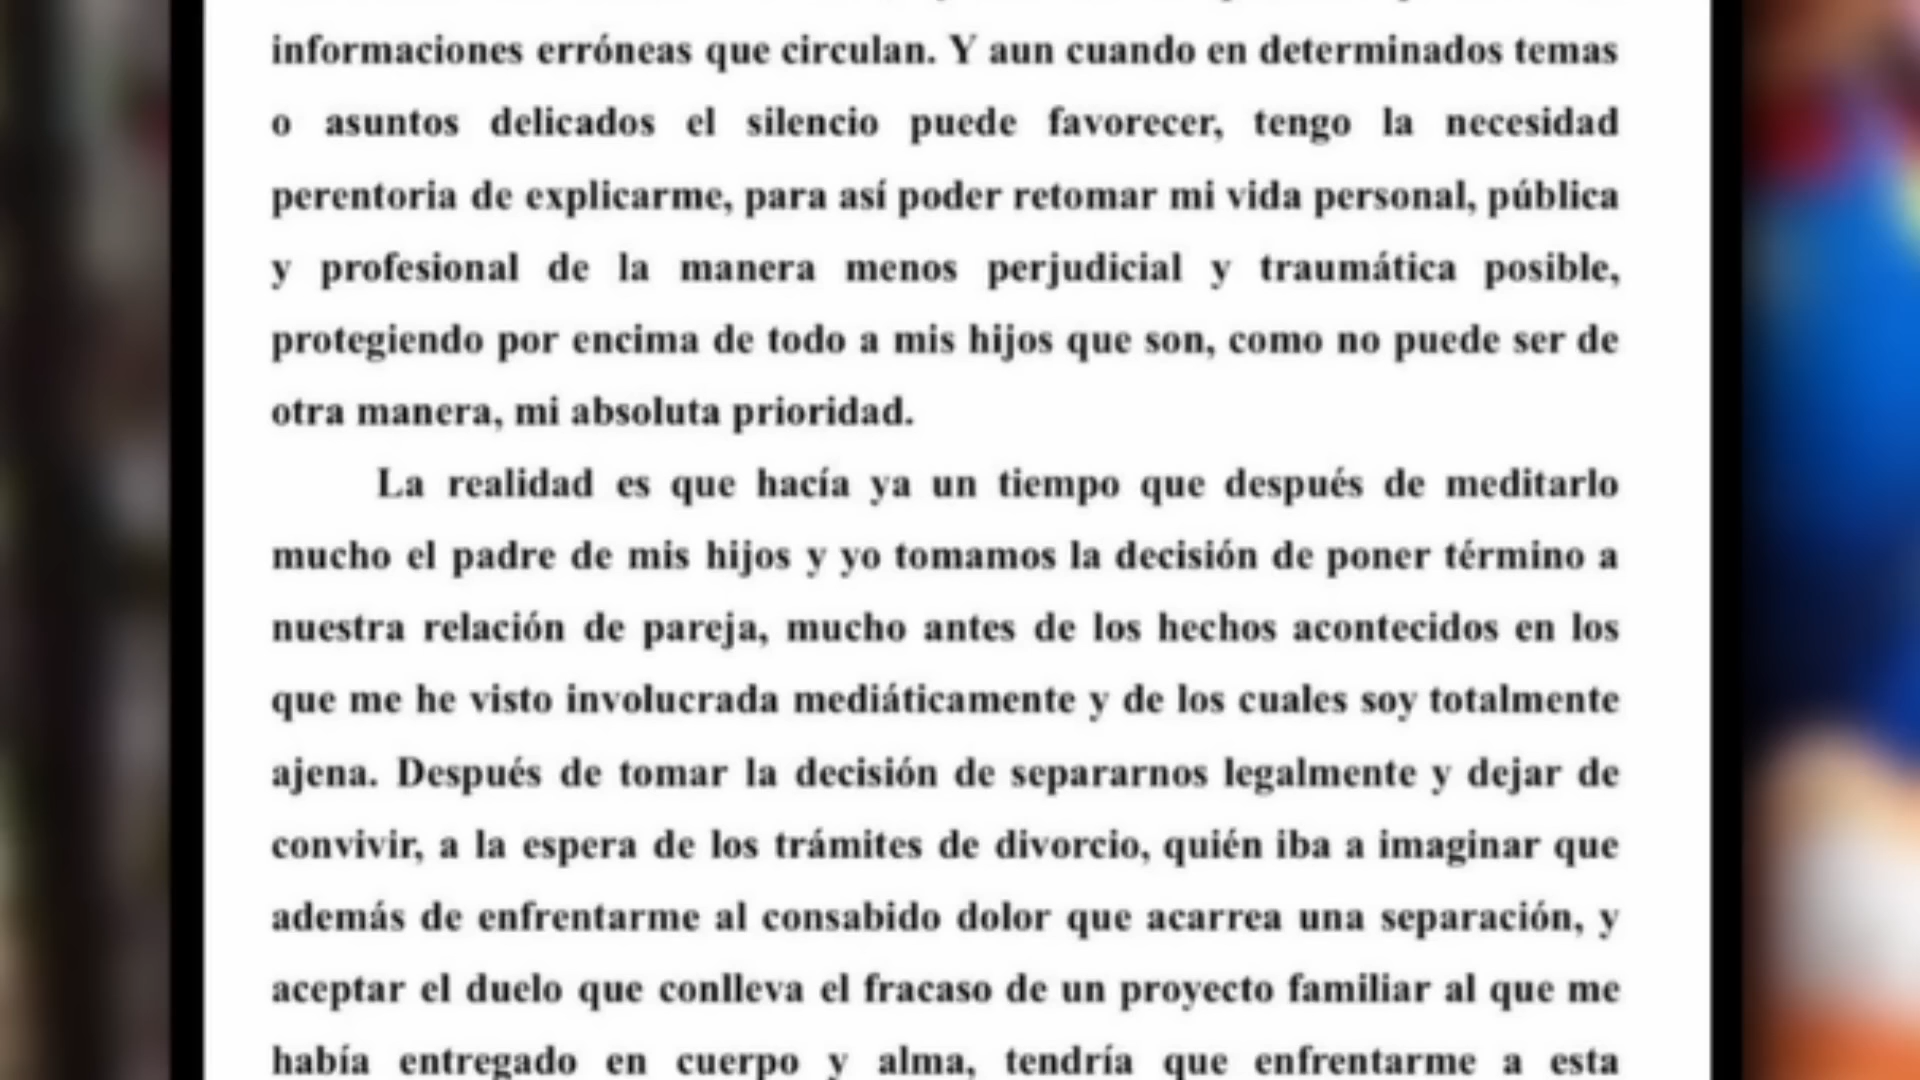 informaciones erróneas que circulan. Y aun cuando en determinados temas
o asuntos delicados el silencio puede favorecer, tengo la necesidad
perentoria de explicarme, para así poder retomar mi vida personal, pública
y profesional de la manera menos perjudicial y traumática posible,
protegiendo por encima de todo a mis hijos que son, como no puede ser de
otra manera, mi absoluta prioridad.
La realidad es que hacía ya un tiempo que después de meditarlo
mucho el padre de mis hijos y yo tomamos la decisión de poner término a
nuestra relación de pareja, mucho antes de los hechos acontecidos en los
que me he visto involucrada mediáticamente y de los cuales soy totalmente
ajena. Después de tomar la decisión de separarnos legalmente y dejar de
convivir, a la espera de los trámites de divorcio, quién iba a imaginar que
además de enfrentarme al consabido dolor que acarrea una separación, y
aceptar el duelo que conlleva el fracaso de un proyecto familiar al que me
había entregado en cuerpo y alma, tendría que enfrentarme a esta